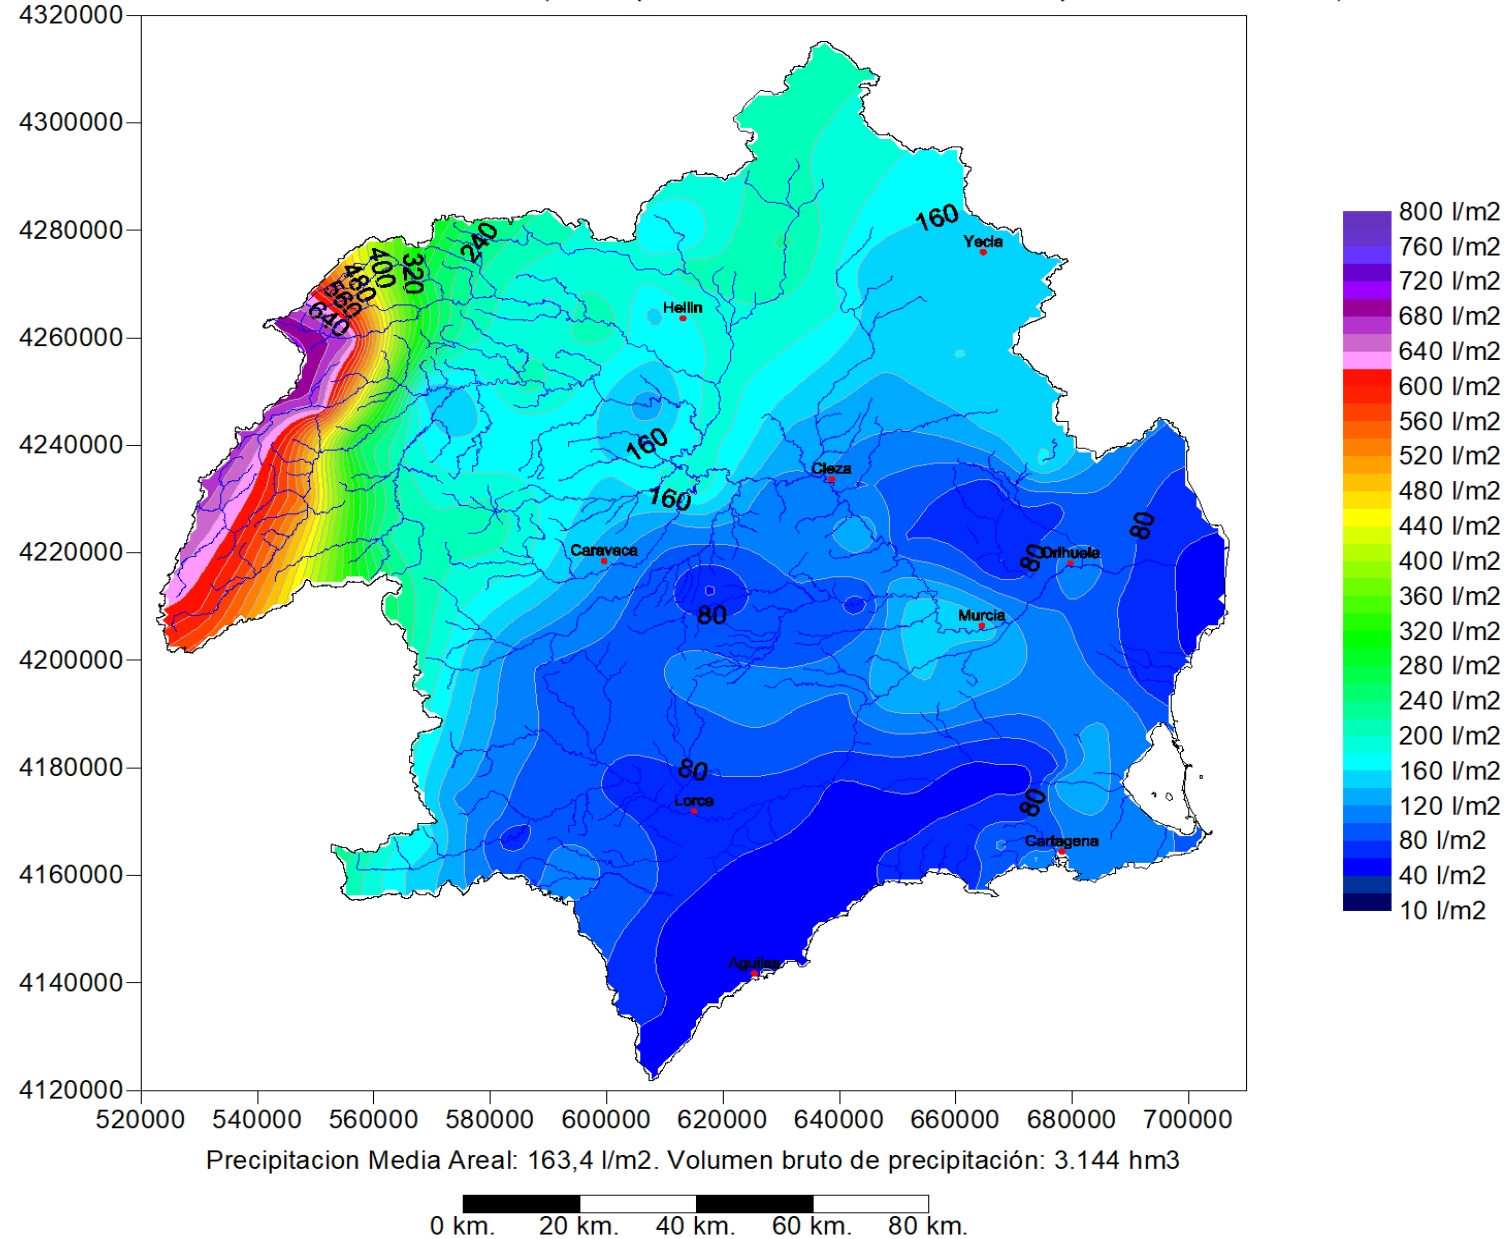 4320000
4300000
4280000
4260000
4240000
4220000
4200000
4180000
4160000
4140000
4120000
520000 540000 560000 580000 600000 620000 640000 660000 680000 700000
640
560
480
400
320
240
160
Yecla
Hellin
160
160
Cieza
Caravaca
80
80
Orihuela
80
Murcia
80
Lorca
80
Cartagena
Aguilas
800 l/m2
760 l/m2
720 l/m2
680 l/m2
640 l/m2
600 l/m2
560 l/m2
520 l/m2
480 l/m2
440 l/m2
400 l/m2
360 l/m2
320 l/m2
280 l/m2
240 l/m2
200 l/m2
160 l/m2
120 l/m2
80 l/m2
40 l/m2
10 l/m2
Precipitacion Media Areal: 163,4 l/m2. Volumen bruto de precipitación: 3.144 hm3
0 km. 20 km. 40 km. 60 km. 80 km.